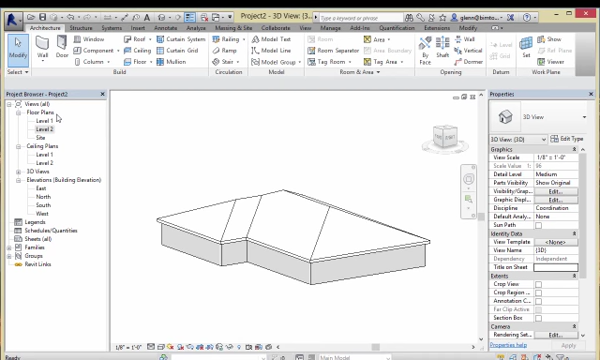 Project2 - 3D View: {3...
Type a keyword or phrase
Architecture Structure Systems Insert Annotate Analyze Massing & Site Collaborate View Manage Add-Ins Quantification Extensions Modify
Modify Wall Door Window Component Column Roof Ceiling Floor Curtain System Curtain Grid Mullion Railing Ramp Stair Model Text Model Line Model Group Room Room Separator Tag Room Area Area Boundary Tag Area By Face Shaft Wall Vertical Dormer Level Grid Set Show Ref Plane Viewer
Select Build Circulation Model Room & Area Opening Datum Work Plane
Project Browser - Project2
Views (all)
Floor Plans
Level 1
Level 2
Site
Ceiling Plans
Level 1
Level 2
3D Views
Elevations (Building Elevation)
East
North
South
West
Legends
Schedules/Quantities
Sheets (all)
Families
Groups
Revit Links
1/8" = 1'-0"
Properties
3D View
3D View: {3D} Edit Type
Graphics
View Scale 1/8" = 1'-0"
Scale Value 1: 96
Detail Level Medium
Parts Visibility Show Original
Visibility/Grap... Edit...
Graphic Displ... Edit...
Discipline Coordination
Default Analy... None
Sun Path
Identity Data
View Template <None>
View Name {3D}
Dependency Independent
Title on Sheet
Extents
Crop View
Crop Region ...
Annotation C...
Far Clip Active
Section Box
Camera
Rendering Set... Edit...
Properties help Apply
Ready Main Model